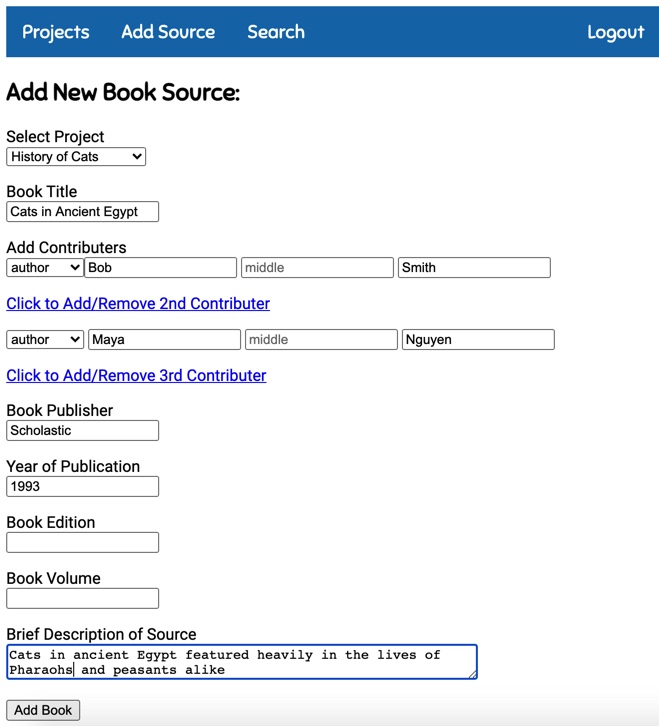 Projects Add Source Search Logout
Add New Book Source:
Select Project
History of Cats
Book Title
Cats in Ancient Egypt
Add Contributers
author Bob middle Smith
Click to Add/Remove 2nd Contributer
author Maya middle Nguyen
Click to Add/Remove 3rd Contributer
Book Publisher
Scholastic
Year of Publication
1993
Book Edition
Book Volume
Brief Description of Source
Cats in ancient Egypt featured heavily in the lives of
Pharaohs and peasants alike
Add Book